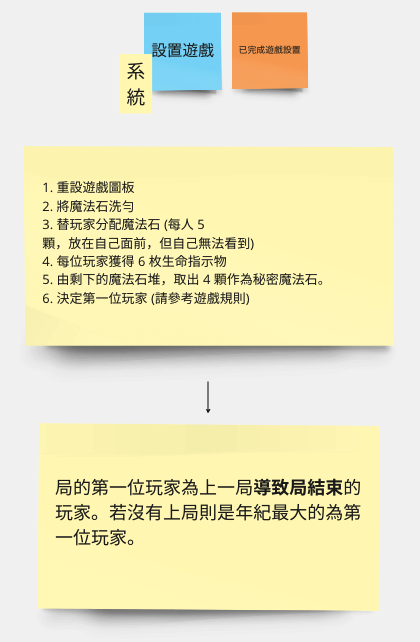 設置遊戲
已完成遊戲設置
系
統
1. 重設遊戲圖板
2. 將魔法石洗勻
3. 替玩家分配魔法石 (每人 5
顆，放在自己面前，但自己無法看到)
4. 每位玩家獲得 6 枚生命指示物
5. 由剩下的魔法石堆，取出 4 顆作為秘密魔法石。
6. 決定第一位玩家 (請參考遊戲規則)
局的第一位玩家為上一局導致局結束的
玩家。若沒有上局則是年紀最大的為第
一位玩家。